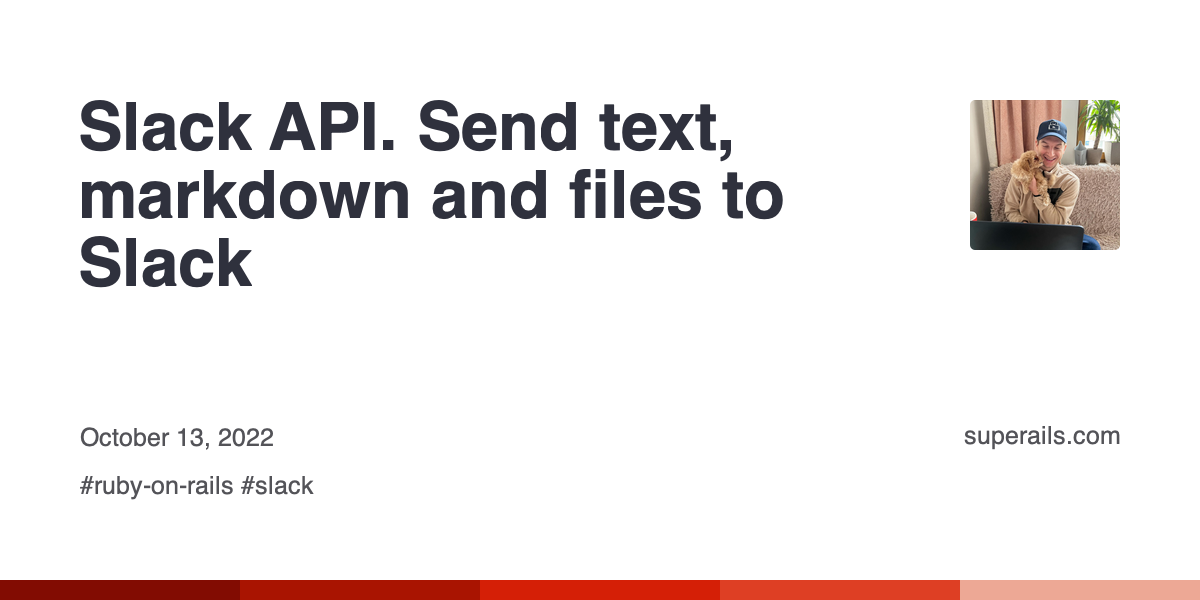 Slack API. Send text,
markdown and files to
Slack
October 13, 2022
superails.com
#ruby-on-rails #slack